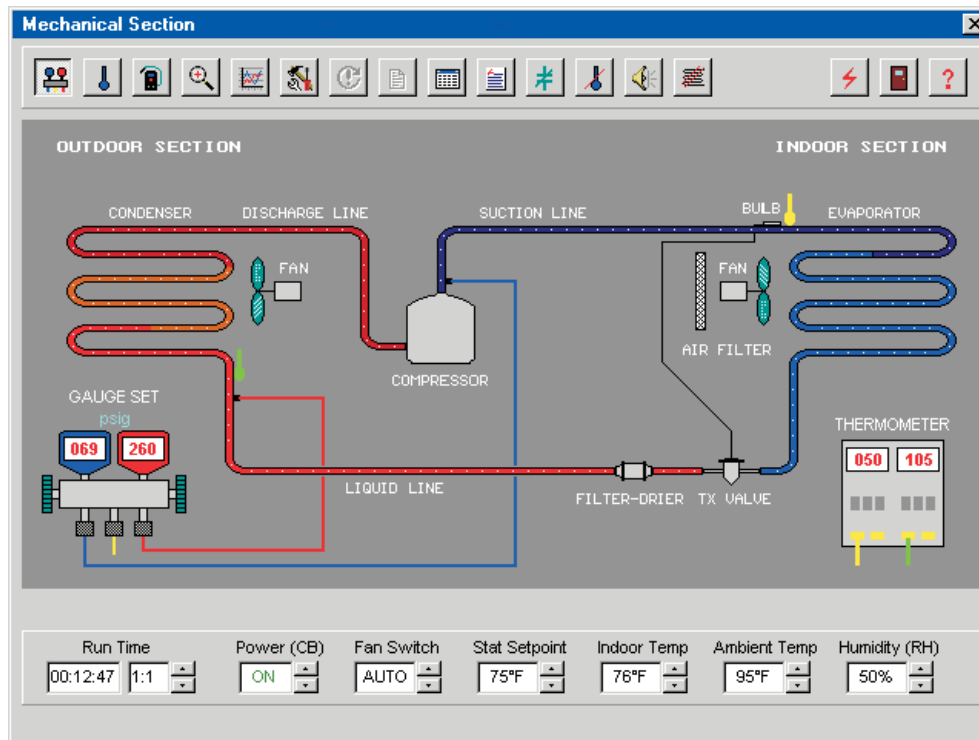 Mechanical Section
OUTDOOR SECTION
INDOOR SECTION
CONDENSER
DISCHARGE LINE
SUCTION LINE
BULB
EVAPORATOR
FAN
FAN
AIR FILTER
COMPRESSOR
GAUGE SET
psig
069
260
THERMOMETER
050
105
LIQUID LINE
FILTER-DRIER
TX VALVE
Run Time
Power (CB)
Fan Switch
Stat Setpoint
Indoor Temp
Ambient Temp
Humidity (RH)
00:12:47
1:1
ON
AUTO
75°F
76°F
95°F
50%